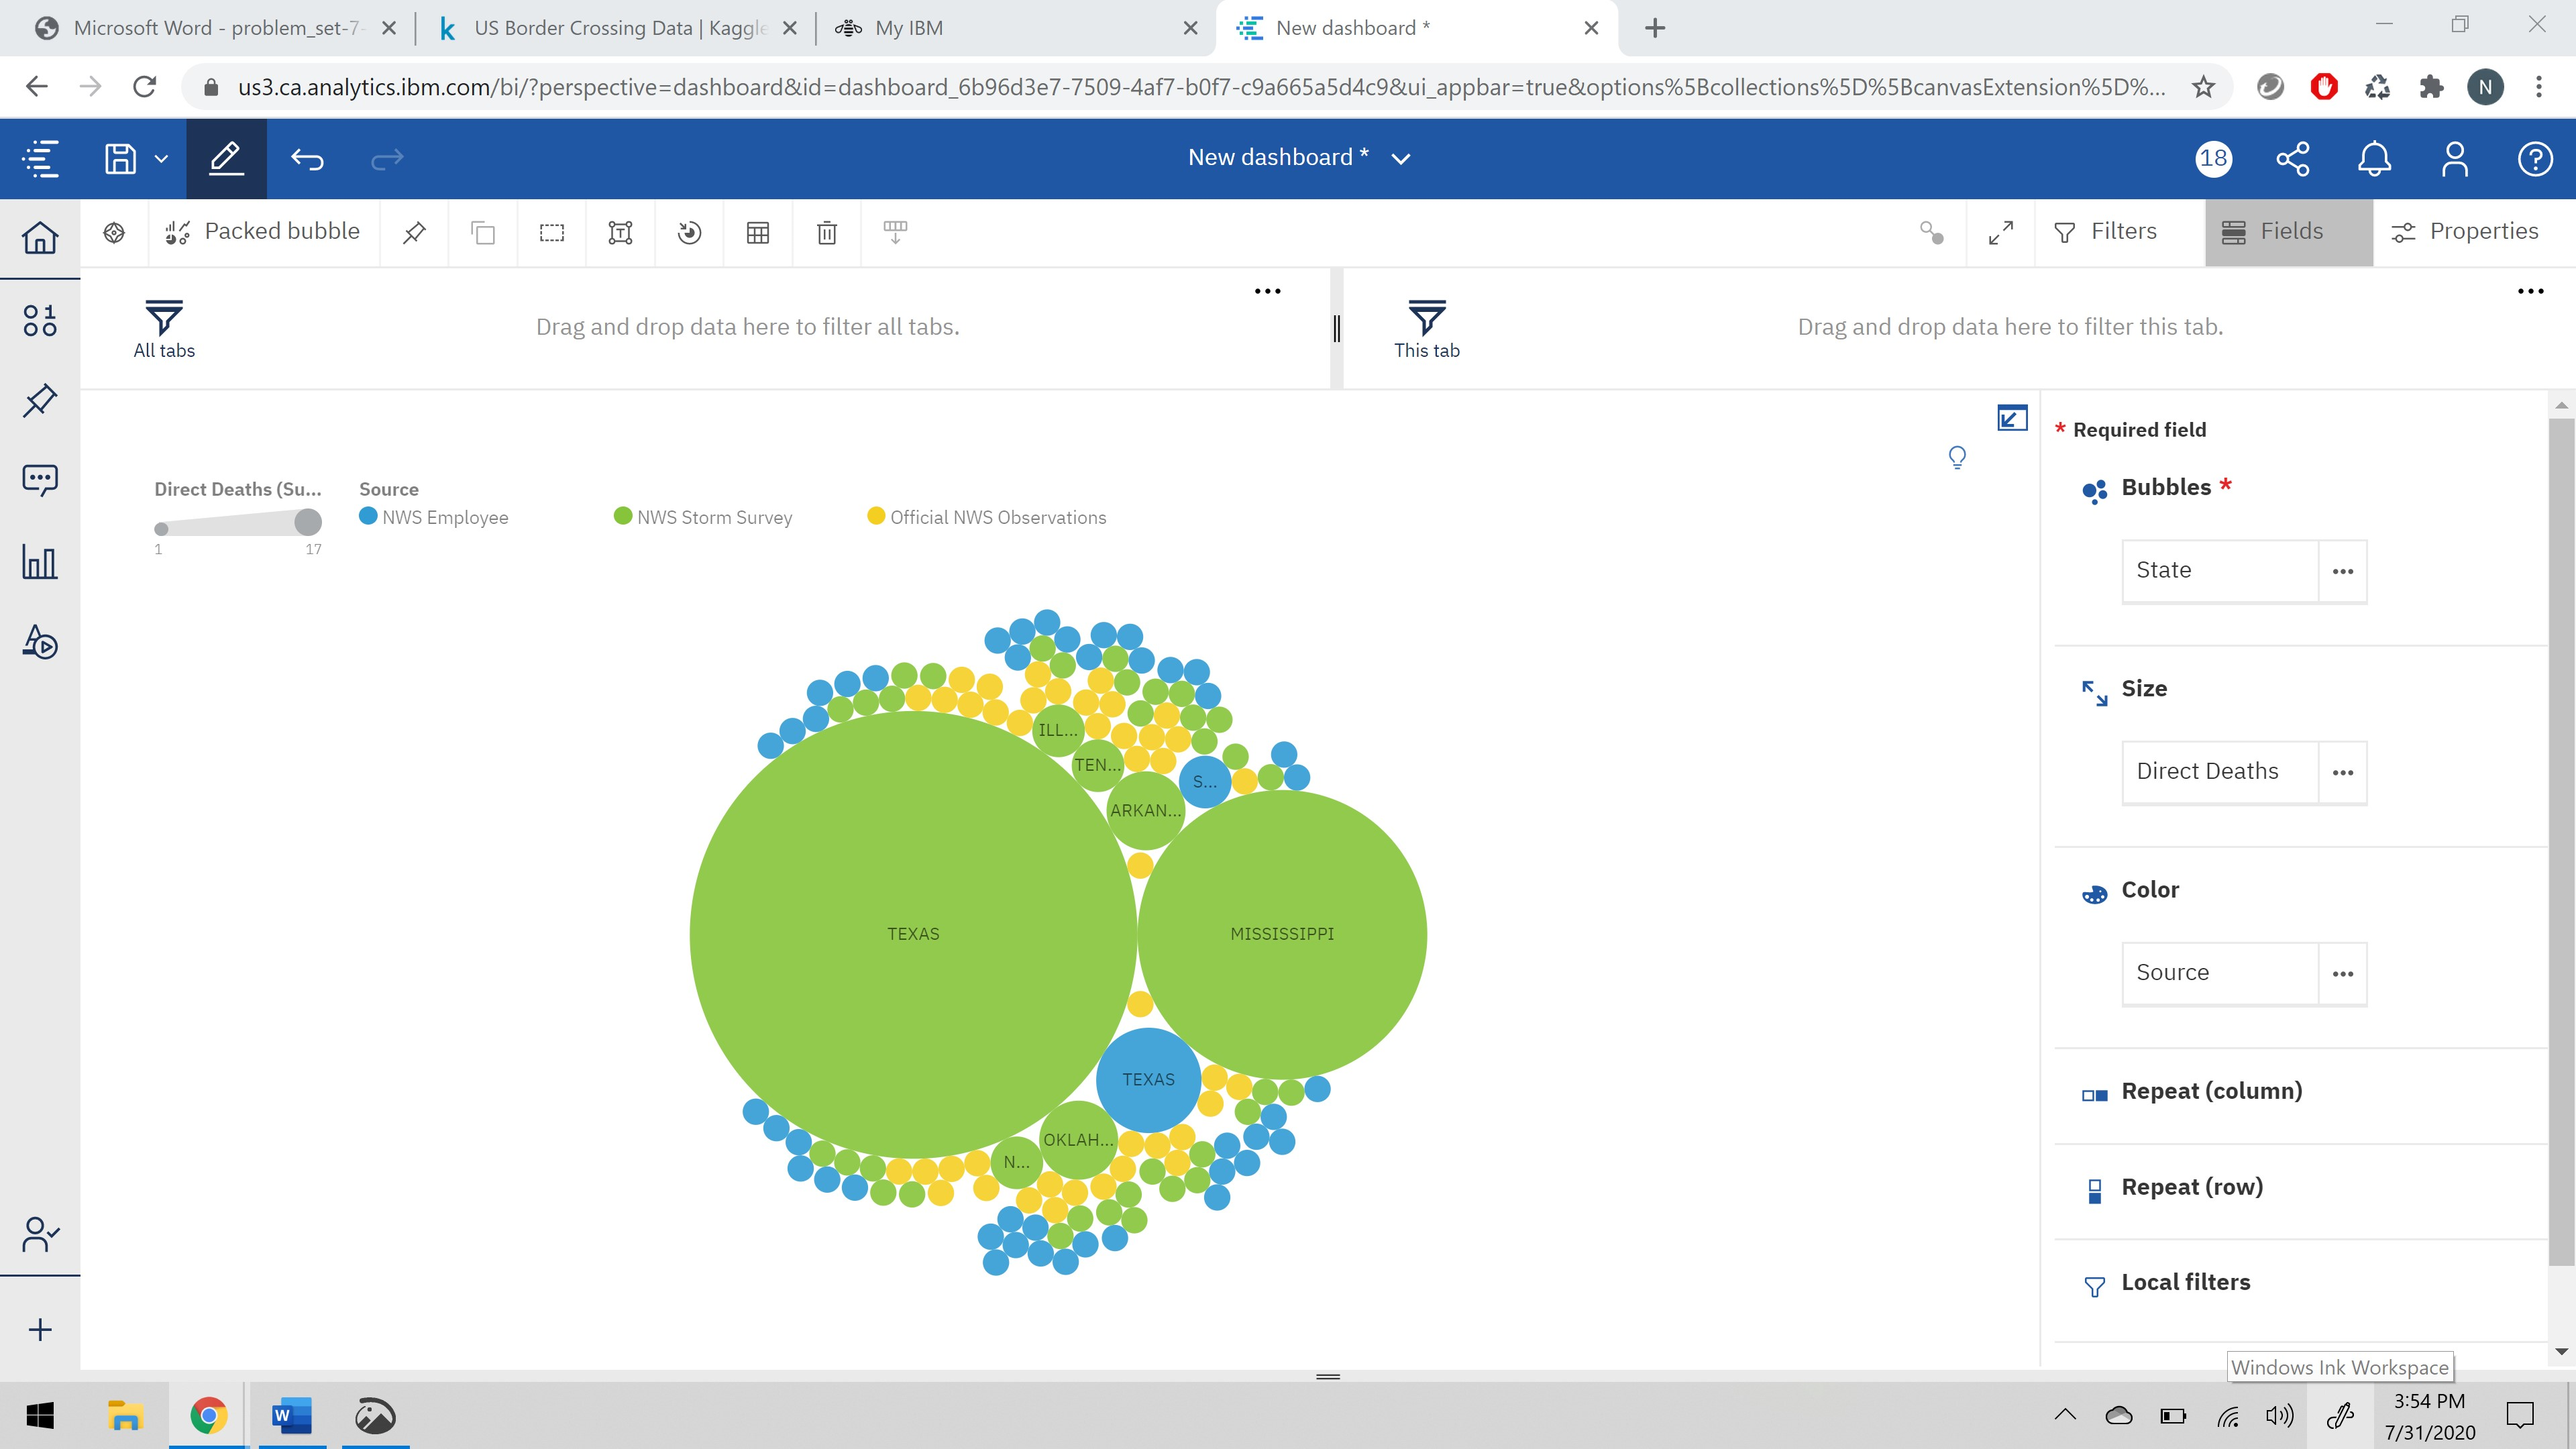 Microsoft Word - problem_set-7-
US Border Crossing Data | Kaggle
My IBM
New dashboard *
us3.ca.analytics.ibm.com/bi/?perspective=dashboard&id=dashboard_6b96d3e7-7509-4af7-b0f7-c9a665a5d4c9&ui_appbar=true&options%5Bcollections%5D%5BcanvasExtension%5D%...
N
New dashboard *
18
Packed bubble
Filters
Fields
Properties
All tabs
Drag and drop data here to filter all tabs.
This tab
Drag and drop data here to filter this tab.
Direct Deaths (Su...
1 17
Source
NWS Employee
NWS Storm Survey
Official NWS Observations
ILL...
TEN...
S...
ARKAN...
TEXAS
MISSISSIPPI
TEXAS
OKLAH...
N...
* Required field
Bubbles *
State
Size
Direct Deaths
Color
Source
Repeat (column)
Repeat (row)
Local filters
Windows Ink Workspace
3:54 PM
7/31/2020